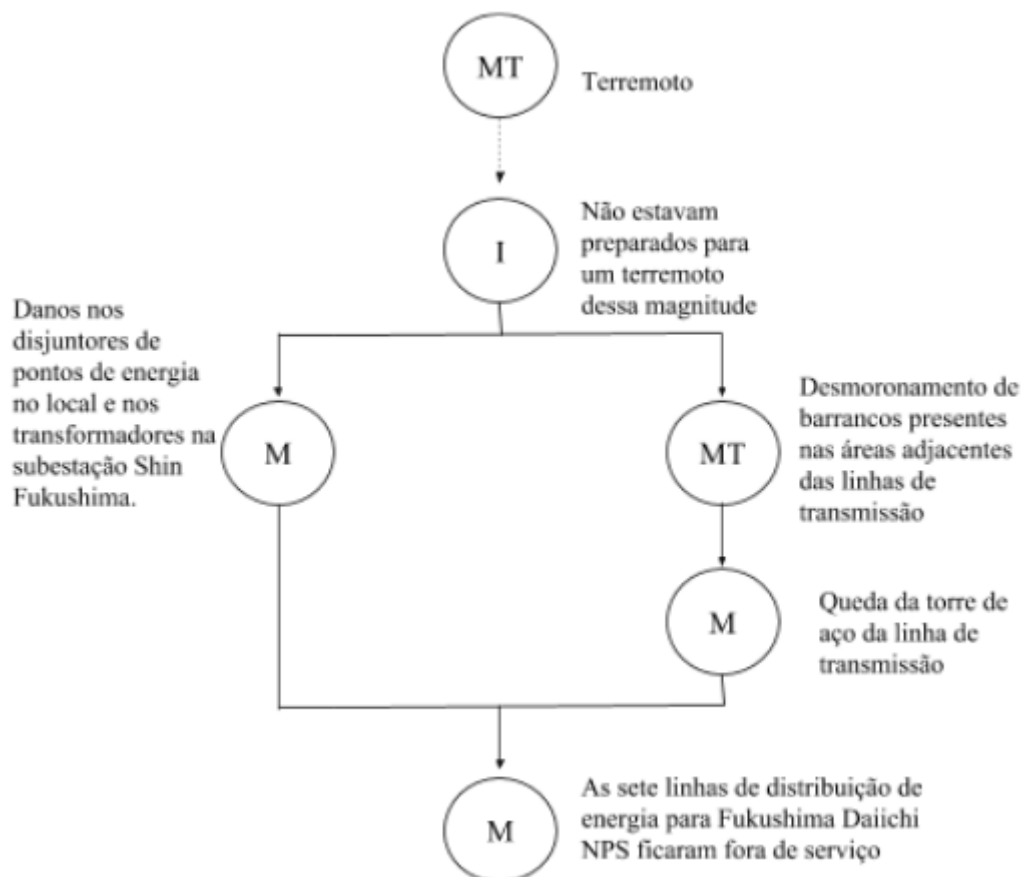 MT
Terremoto
I
Não estavam
preparados para
um terremoto
dessa magnitude
Danos nos
disjuntores de
pontos de energia
no local e nos
transformadores na
subestação Shin
Fukushima.
M
MT
Desmoronamento de
barrancos presentes
nas áreas adjacentes
das linhas de
transmissão
M
Queda da torre de
aço da linha de
transmissão
M
As sete linhas de distribuição de
energia para Fukushima Daiichi
NPS ficaram fora de serviço